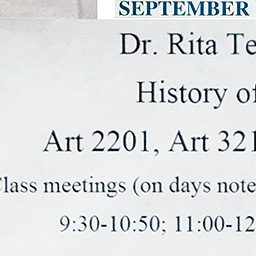 SEPTEMBER
Dr. Rita Te
History of
Art 2201, Art 321
Class meetings (on days note
9:30-10:50; 11:00-12